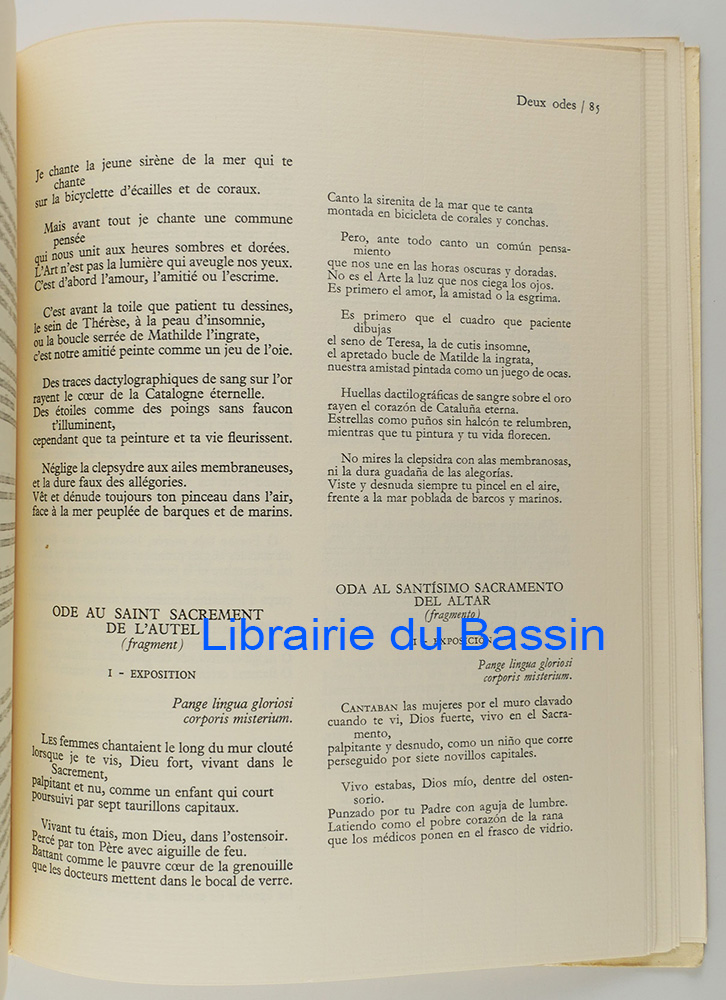 Deux odes / 85
Je chante la jeune sirène de la mer qui te
chante
sur la bicyclette d'écailles et de coraux.
Mais avant tout je chante une commune
pensée
qui nous unit aux heures sombres et dorées.
L'Art n'est pas la lumière qui aveugle nos yeux.
C'est d'abord l'amour, l'amitié ou l'escrime.
C'est avant la toile que patient tu dessines,
le sein de Thérèse, à la peau d'insomnie,
ou la boucle serrée de Mathilde l'ingrate,
c'est notre amitié peinte comme un jeu de l'oie.
Des traces dactylographiques de sang sur l'or
rayent le cœur de la Catalogne éternelle.
Des étoiles comme des poings sans faucon
t'illuminent,
cependant que ta peinture et ta vie fleurissent.
Néglige la clepsydre aux ailes membraneuses,
et la dure faux des allégories.
Vêt et dénude toujours ton pinceau dans l'air,
face à la mer peuplée de barques et de marins.
ODE AU SAINT SACREMENT
DE L'AUTEL
(fragment)
I - EXPOSITION
Pange lingua gloriosi
corporis misterium.
LES femmes chantaient le long du mur clouté
lorsque je te vis, Dieu fort, vivant dans le
Sacrement,
palpitant et nu, comme un enfant qui court
poursuivi par sept taurillons capitaux.
Vivant tu étais, mon Dieu, dans l'ostensoir.
Percé par ton Père avec aiguille de feu.
Battant comme le pauvre cœur de la grenouille
que les docteurs mettent dans le bocal de verre.
Canto la sirenita de la mar que te canta
montada en bicicleta de corales y conchas.
Pero, ante todo canto un común pensa-
miento
que nos une en las horas oscuras y doradas.
No es el Arte la luz que nos ciega los ojos.
Es primero el amor, la amistad o la esgrima.
Es primero que el cuadro que paciente
dibujas
el seno de Teresa, la de cutis insomne,
el apretado bucle de Matilde la ingrata,
nuestra amistad pintada como un juego de ocas.
Huellas dactilográficas de sangre sobre el oro
rayen el corazón de Cataluña eterna.
Estrellas como puños sin halcón te relumbren,
mientras que tu pintura y tu vida florecen.
No mires la clepsidra con alas membranosas,
ni la dura guadaña de las alegorías.
Viste y desnuda siempre tu pincel en el aire,
frente a la mar poblada de barcos y marinos.
ODA AL SANTÍSIMO SACRAMENTO
DEL ALTAR
(fragmento)
I - EXPOSICIÓN
Pange lingua gloriosi
corporis misterium.
CANTABAN las mujeres por el muro clavado
cuando te vi, Dios fuerte, vivo en el Sacra-
mento,
palpitante y desnudo, como un niño que corre
perseguido por siete novillos capitales.
Vivo estabas, Dios mío, dentro del osten-
sorio.
Punzado por tu Padre con aguja de lumbre.
Latiendo como el pobre corazón de la rana
que los médicos ponen en el frasco de vidrio.
Librairie du Bassin